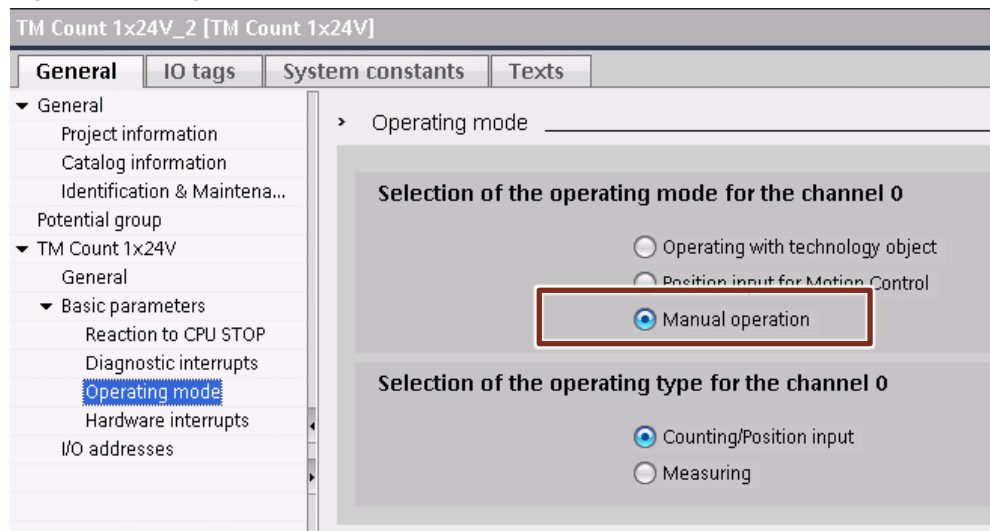 TM Count 1x24V_2 [TM Count 1x24V]
General IO tags System constants Texts
General
Project information
Catalog information
Identification & Maintena...
Potential group
TM Count 1x24V
General
Basic parameters
Reaction to CPU STOP
Diagnostic interrupts
Operating mode
Hardware interrupts
I/O addresses
Operating mode
Selection of the operating mode for the channel 0
Operating with technology object
Position input for Motion Control
Manual operation
Selection of the operating type for the channel 0
Counting/Position input
Measuring